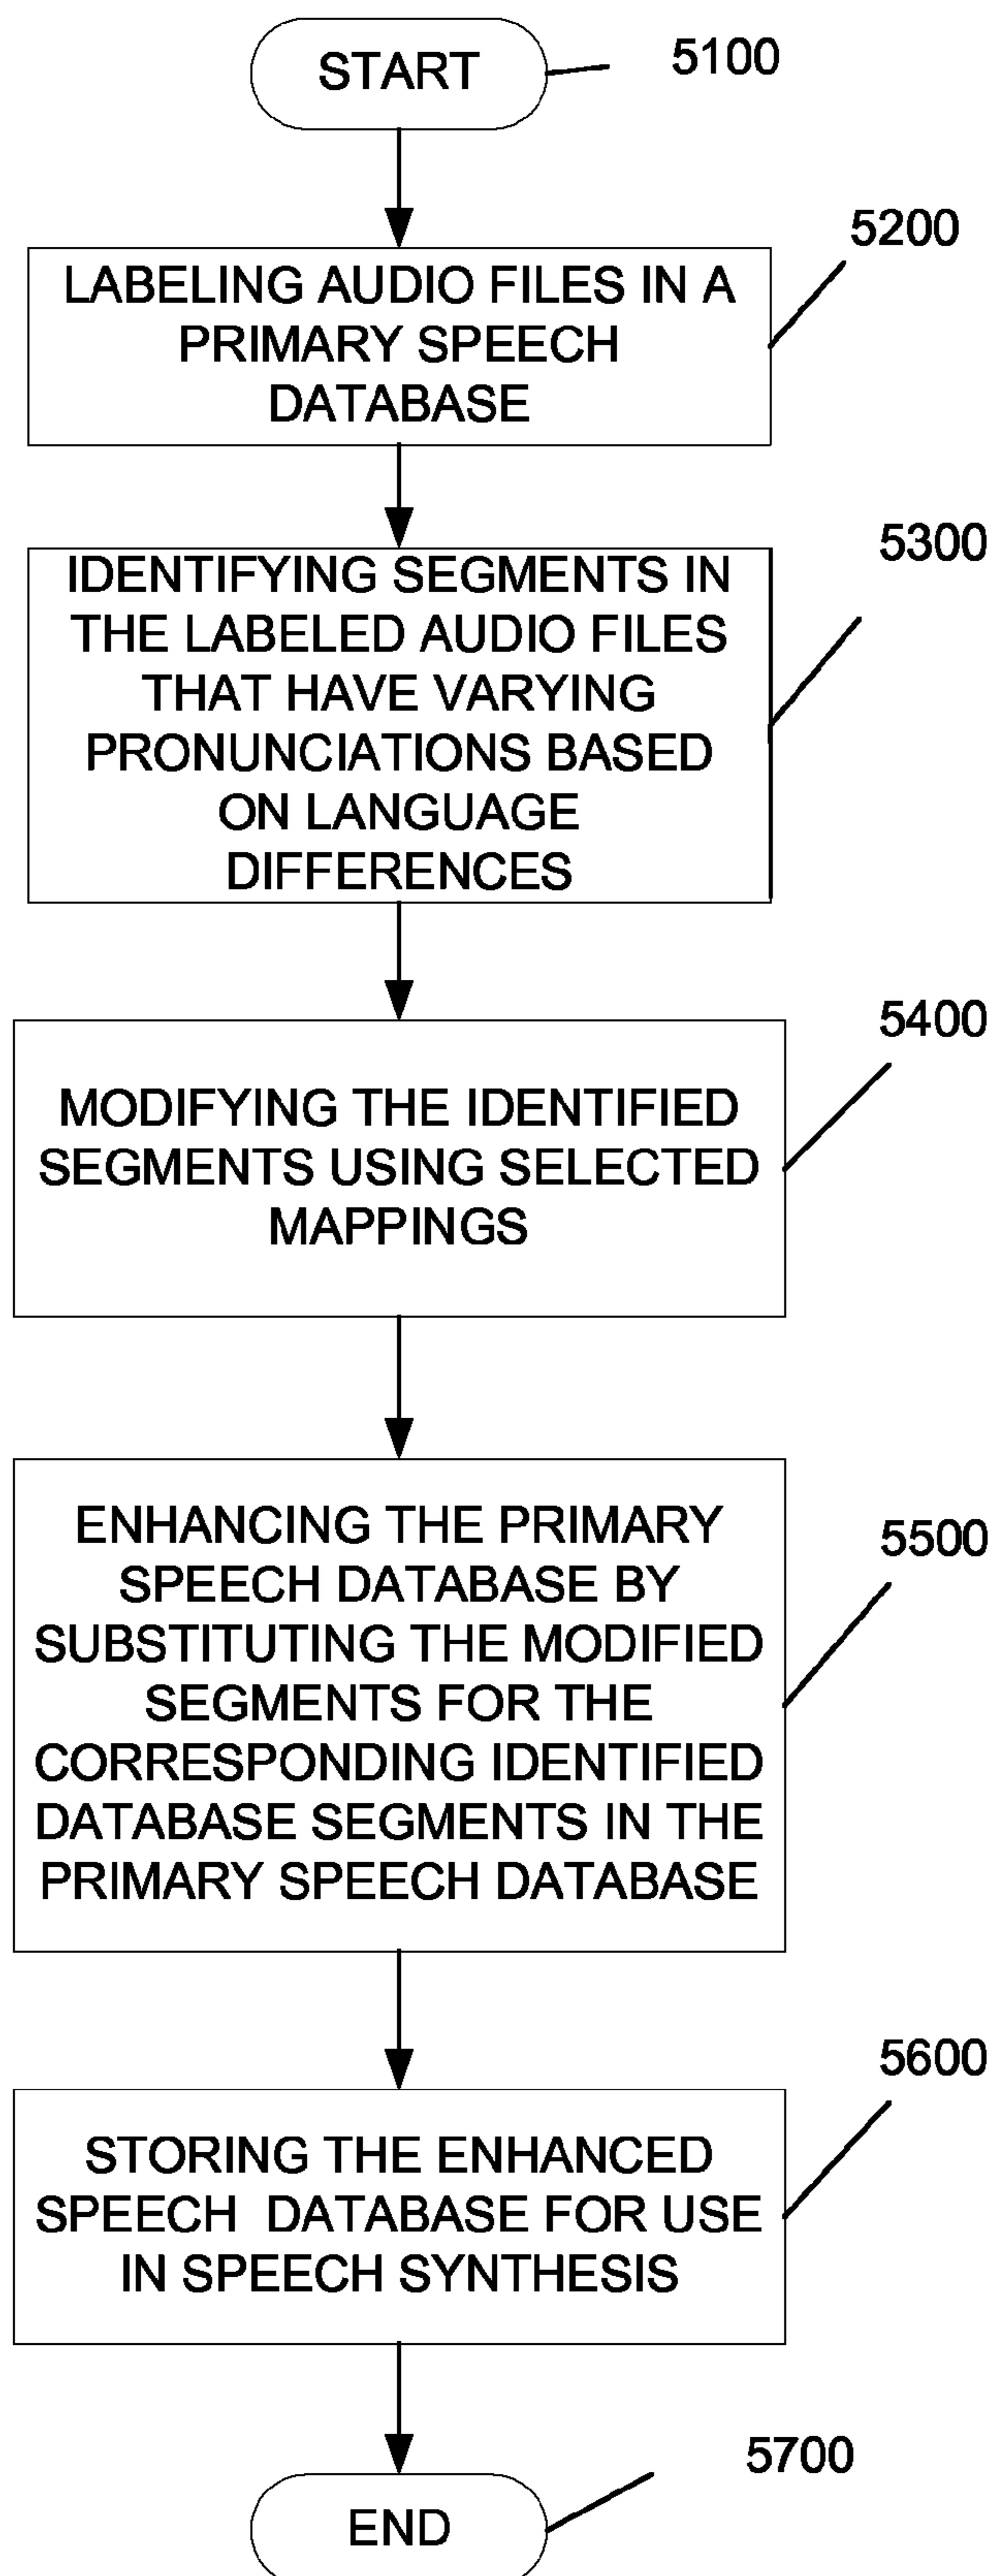 START
5100
5200
LABELING AUDIO FILES IN A
PRIMARY SPEECH
DATABASE
5300
IDENTIFYING SEGMENTS IN
THE LABELED AUDIO FILES
THAT HAVE VARYING
PRONUNCIATIONS BASED
ON LANGUAGE
DIFFERENCES
5400
MODIFYING THE IDENTIFIED
SEGMENTS USING SELECTED
MAPPINGS
5500
ENHANCING THE PRIMARY
SPEECH DATABASE BY
SUBSTITUTING THE MODIFIED
SEGMENTS FOR THE
CORRESPONDING IDENTIFIED
DATABASE SEGMENTS IN THE
PRIMARY SPEECH DATABASE
5600
STORING THE ENHANCED
SPEECH DATABASE FOR USE
IN SPEECH SYNTHESIS
5700
END